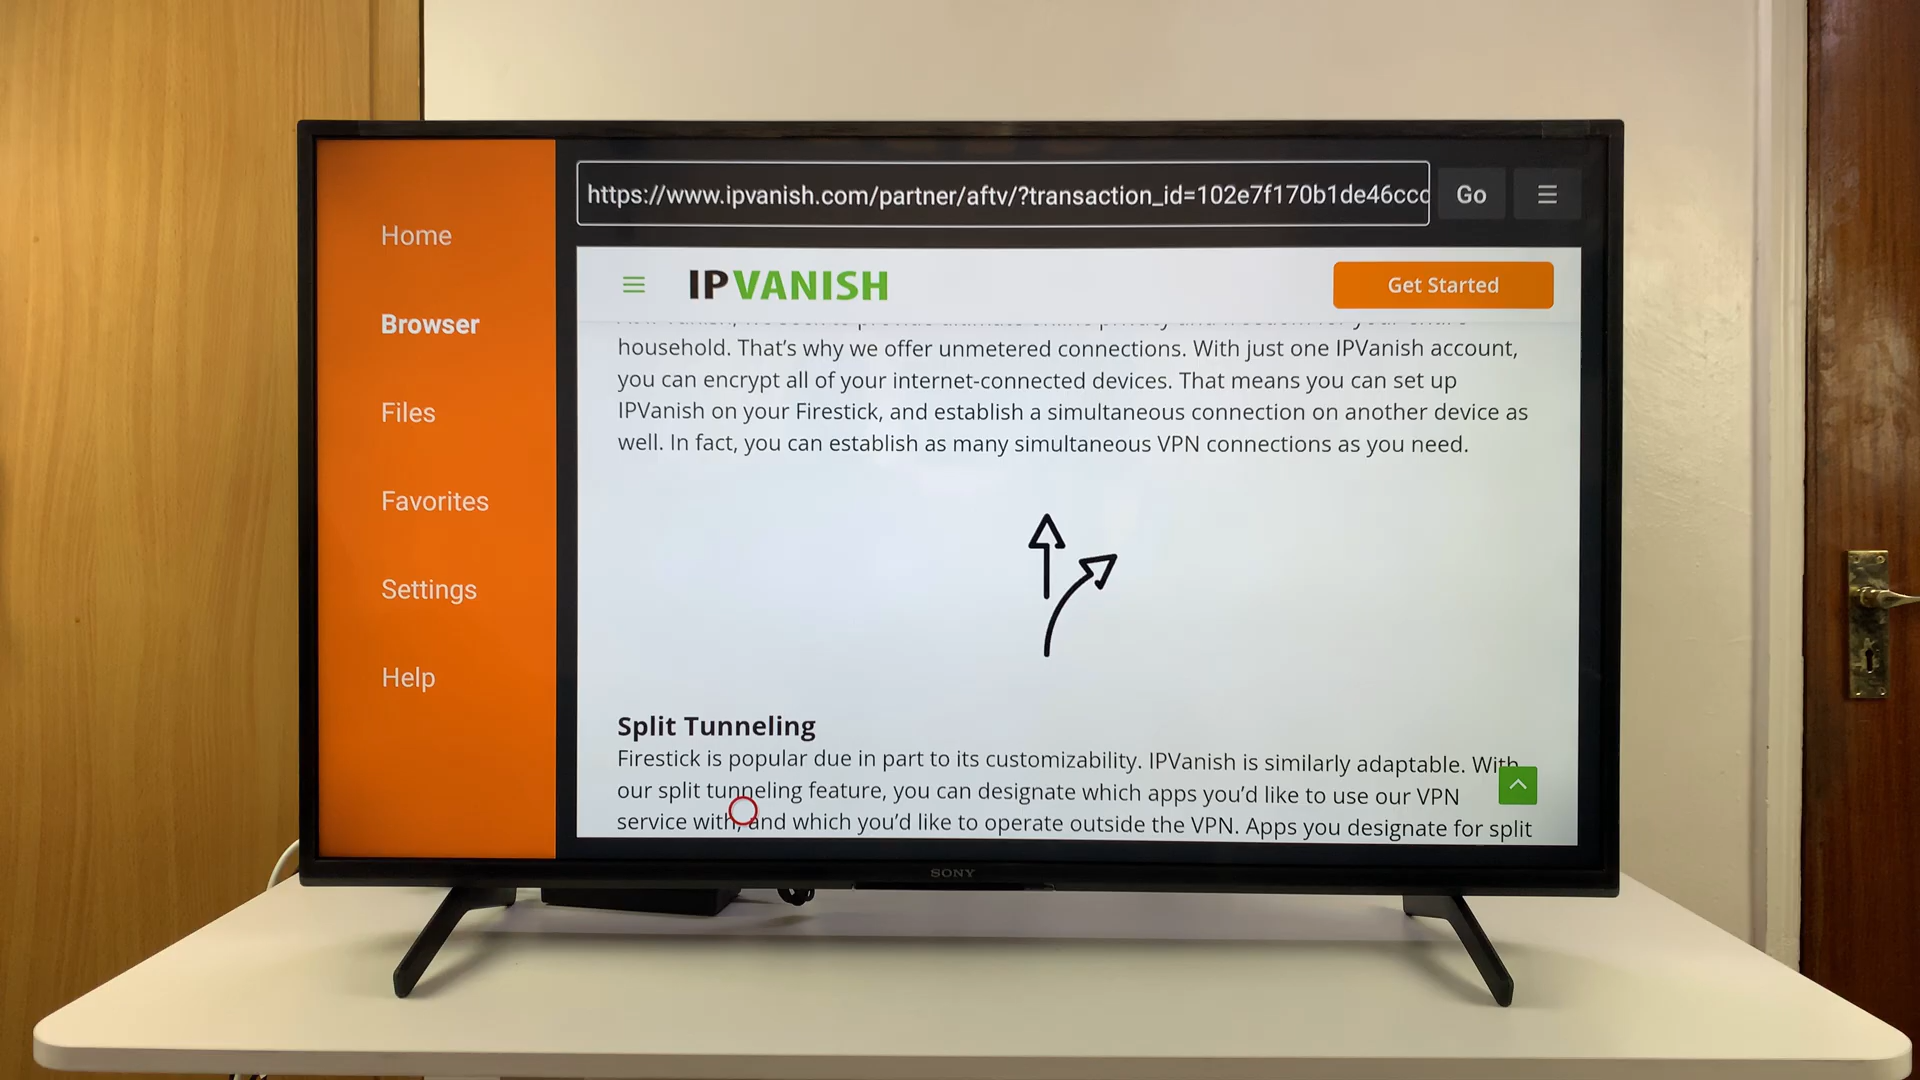 Home
Browser
Files
Favorites
Settings
Help
https://www.ipvanish.com/partner/aftv/?transaction_id=102e7f170b1de46ccc
Go
IPVANISH
Get Started
household. That's why we offer unmetered connections. With just one IPVanish account,
you can encrypt all of your internet-connected devices. That means you can set up
IPVanish on your Firestick, and establish a simultaneous connection on another device as
well. In fact, you can establish as many simultaneous VPN connections as you need.
Split Tunneling
Firestick is popular due in part to its customizability. IPVanish is similarly adaptable. With
our split tunneling feature, you can designate which apps you'd like to use our VPN
service with, and which you'd like to operate outside the VPN. Apps you designate for split
SONY